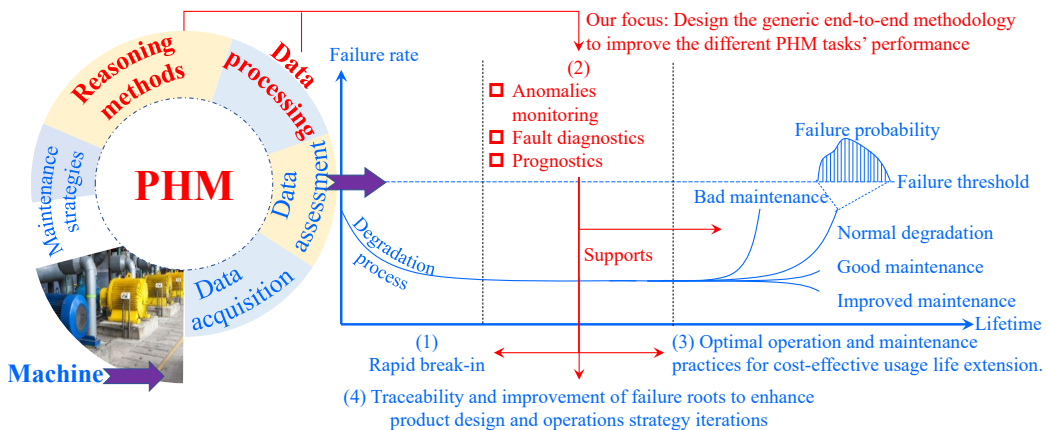 Our focus: Design the generic end-to-end methodology
to improve the different PHM tasks' performance
Reasoning
methods
Data
processing
Data
assessment
Data
acquisition
Maintenance
strategies
PHM
Machine
Failure rate
(2)
Anomalies
monitoring
Fault diagnostics
Prognostics
Failure probability
Failure threshold
Bad maintenance
Normal degradation
Good maintenance
Improved maintenance
Degradation
process
Supports
Lifetime
(1)
Rapid break-in
(3) Optimal operation and maintenance
practices for cost-effective usage life extension.
(4) Traceability and improvement of failure roots to enhance
product design and operations strategy iterations